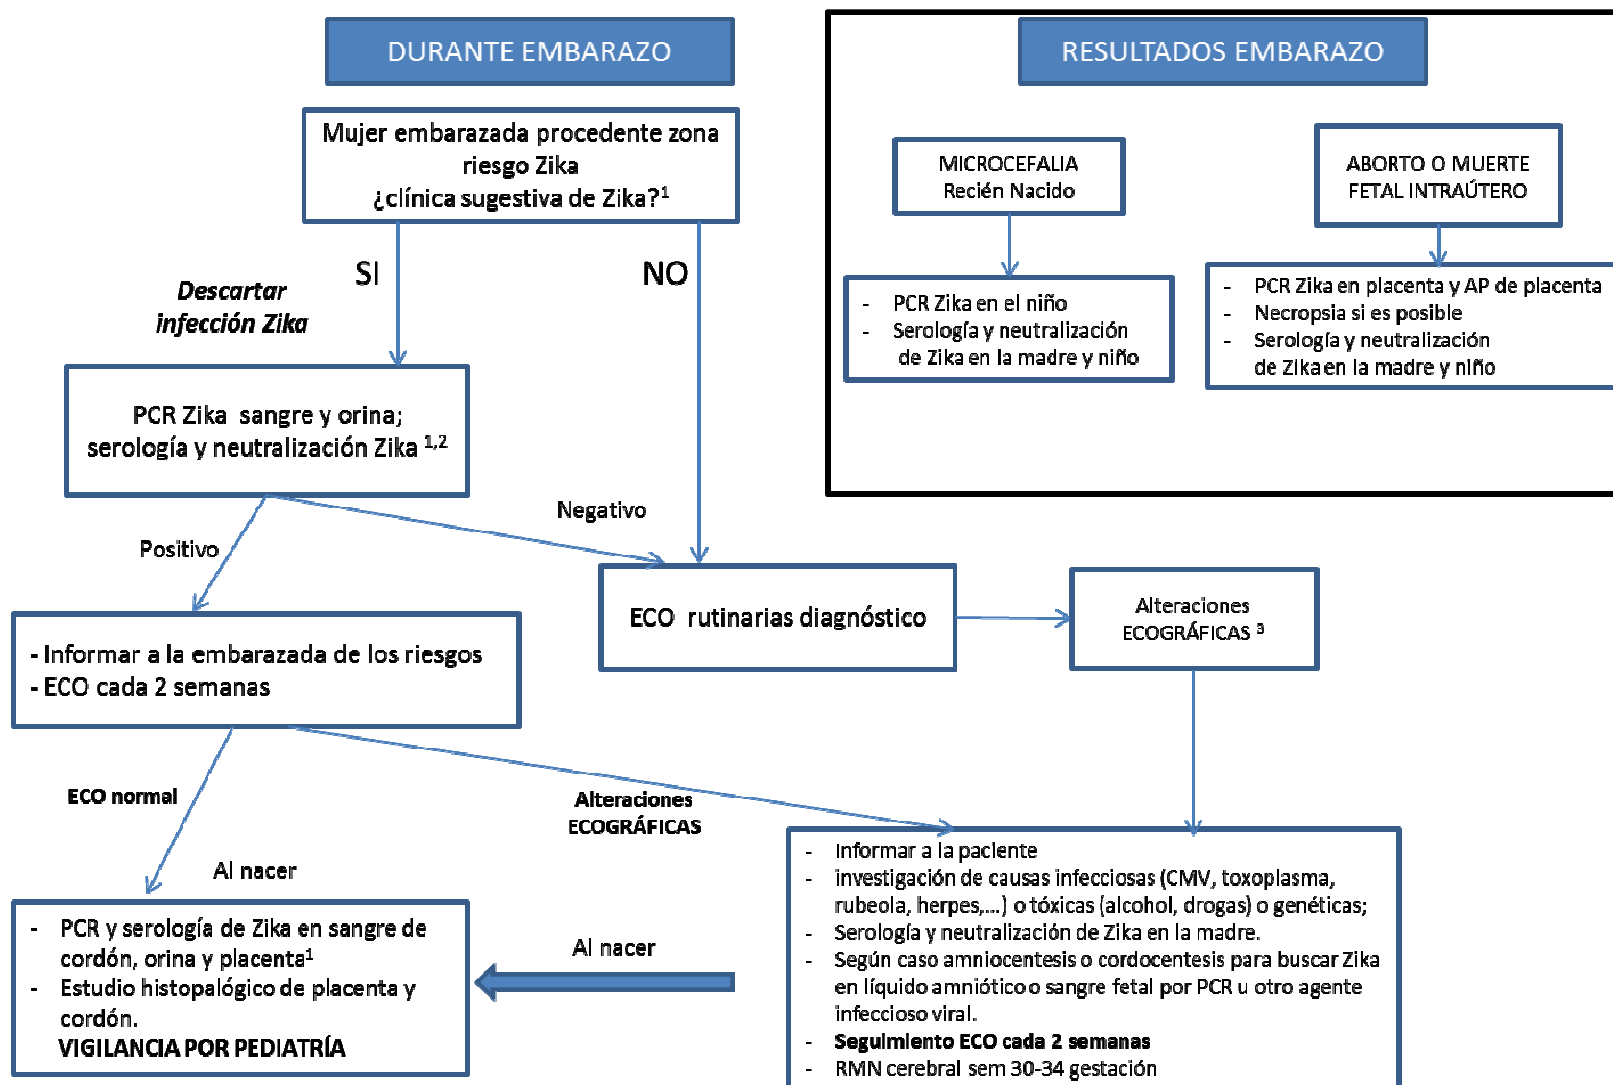 DURANTE EMBARAZO
Mujer embarazada procedente zona
riesgo Zika
¿clínica sugestiva de Zika?¹
SI
NO
Descartar
infección Zika
PCR Zika sangre y orina;
serología y neutralización Zika ¹,²
Positivo
Negativo
- Informar a la embarazada de los riesgos
- ECO cada 2 semanas
ECO rutinarias diagnóstico
Alteraciones
ECOGRÁFICAS ³
ECO normal
Alteraciones
ECOGRÁFICAS
Al nacer
- PCR y serología de Zika en sangre de
cordón, orina y placenta¹
- Estudio histopalógico de placenta y
cordón.
VIGILANCIA POR PEDIATRÍA
Al nacer
- Informar a la paciente
- investigación de causas infecciosas (CMV, toxoplasma,
rubeola, herpes,...) o tóxicas (alcohol, drogas) o genéticas;
- Serología y neutralización de Zika en la madre.
- Según caso amniocentesis o cordocentesis para buscar Zika
en líquido amniótico o sangre fetal por PCR u otro agente
infeccioso viral.
- Seguimiento ECO cada 2 semanas
- RMN cerebral sem 30-34 gestación
RESULTADOS EMBARAZO
MICROCEFALIA
Recién Nacido
- PCR Zika en el niño
- Serología y neutralización
de Zika en la madre y niño
ABORTO O MUERTE
FETAL INTRAÚTERO
- PCR Zika en placenta y AP de placenta
- Necropsia si es posible
- Serología y neutralización
de Zika en la madre y niño